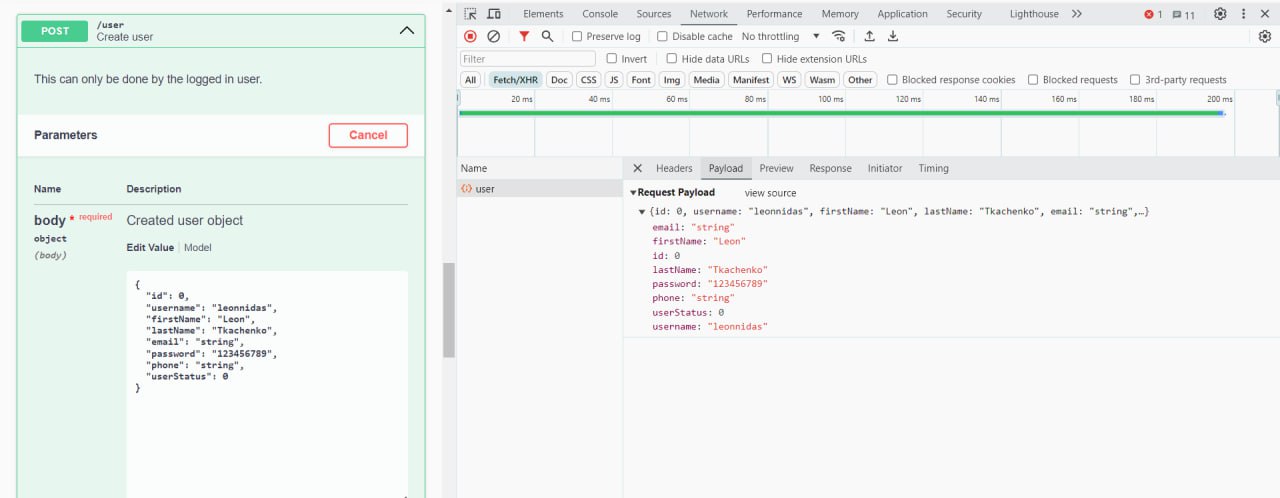 POST
/user
Create user
This can only be done by the logged in user.
Parameters
Cancel
Name Description
body * required
object
(body)
Created user object
Edit Value Model
{
"id": 0,
"username": "leonnidas",
"firstName": "Leon",
"lastName": "Tkachenko",
"email": "string",
"password": "123456789",
"phone": "string",
"userStatus": 0
}
Elements Console Sources Network Performance Memory Application Security Lighthouse 1 11
Preserve log Disable cache No throttling
Filter Invert Hide data URLs Hide extension URLs
All Fetch/XHR Doc CSS JS Font Img Media Manifest WS Wasm Other Blocked response cookies Blocked requests 3rd-party requests
20 ms 40 ms 60 ms 80 ms 100 ms 120 ms 140 ms 160 ms 180 ms 200 ms
Name
user
Headers Payload Preview Response Initiator Timing
Request Payload view source
{id: 0, username: "leonnidas", firstName: "Leon", lastName: "Tkachenko", email: "string",…}
email: "string"
firstName: "Leon"
id: 0
lastName: "Tkachenko"
password: "123456789"
phone: "string"
userStatus: 0
username: "leonnidas"